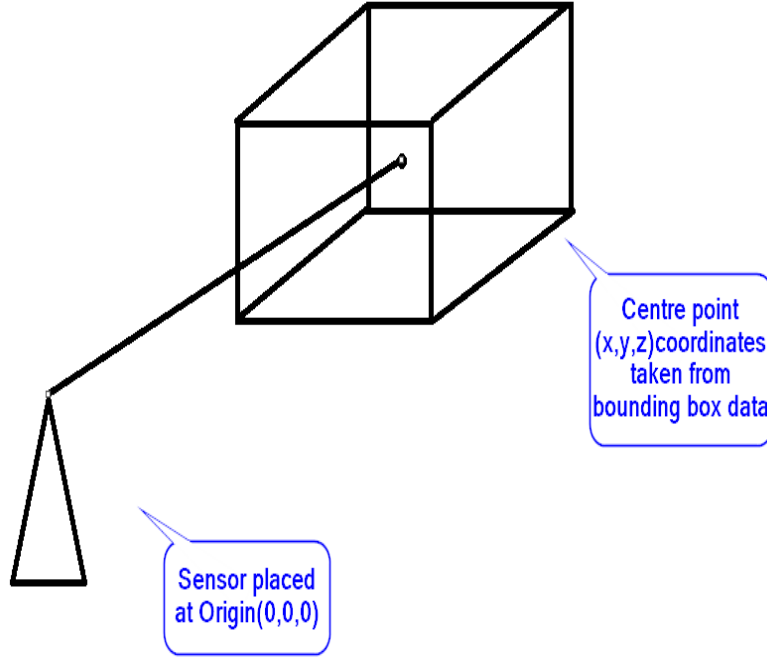 Centre point
(x,y,z)coordinates
taken from
bounding box data
Sensor placed
at Origin(0,0,0)